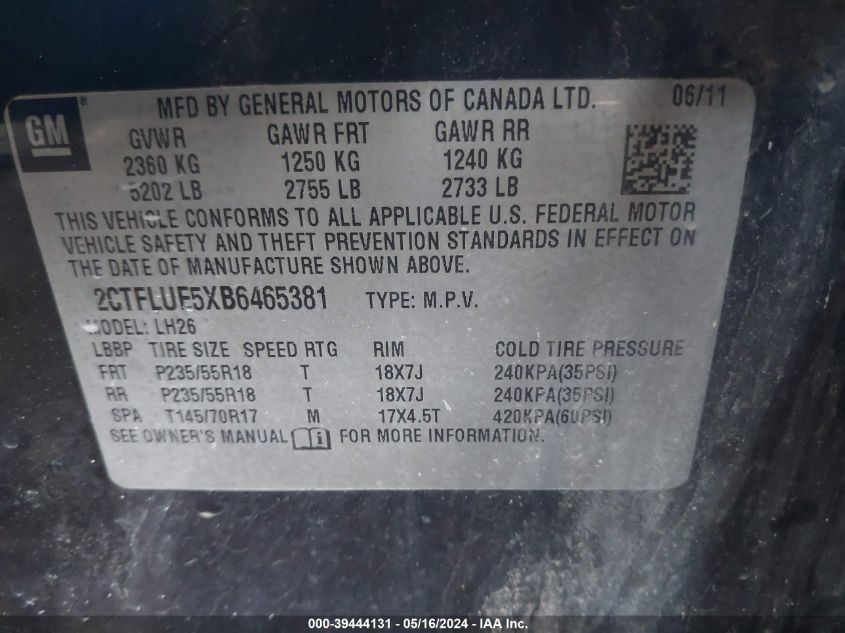 GM ® MFD BY GENERAL MOTORS OF CANADA LTD. 06/11
GVWR GAWR FRT GAWR RR
2360 KG 1250 KG 1240 KG
5202 LB 2755 LB 2733 LB
THIS VEHICLE CONFORMS TO ALL APPLICABLE U.S. FEDERAL MOTOR
VEHICLE SAFETY AND THEFT PREVENTION STANDARDS IN EFFECT ON
THE DATE OF MANUFACTURE SHOWN ABOVE.
2CTFLUE5XB6465381 TYPE: M.P.V.
MODEL: LH26
LBBP TIRE SIZE SPEED RTG RIM COLD TIRE PRESSURE
FRT P235/55R18 T 18X7J 240KPA(35PSI)
RR P235/55R18 T 18X7J 240KPA(35PSI)
SPA T145/70R17 M 17X4.5T 420KPA(60PSI)
SEE OWNER'S MANUAL i FOR MORE INFORMATION.
000-39444131 - 05/16/2024 - IAA Inc.